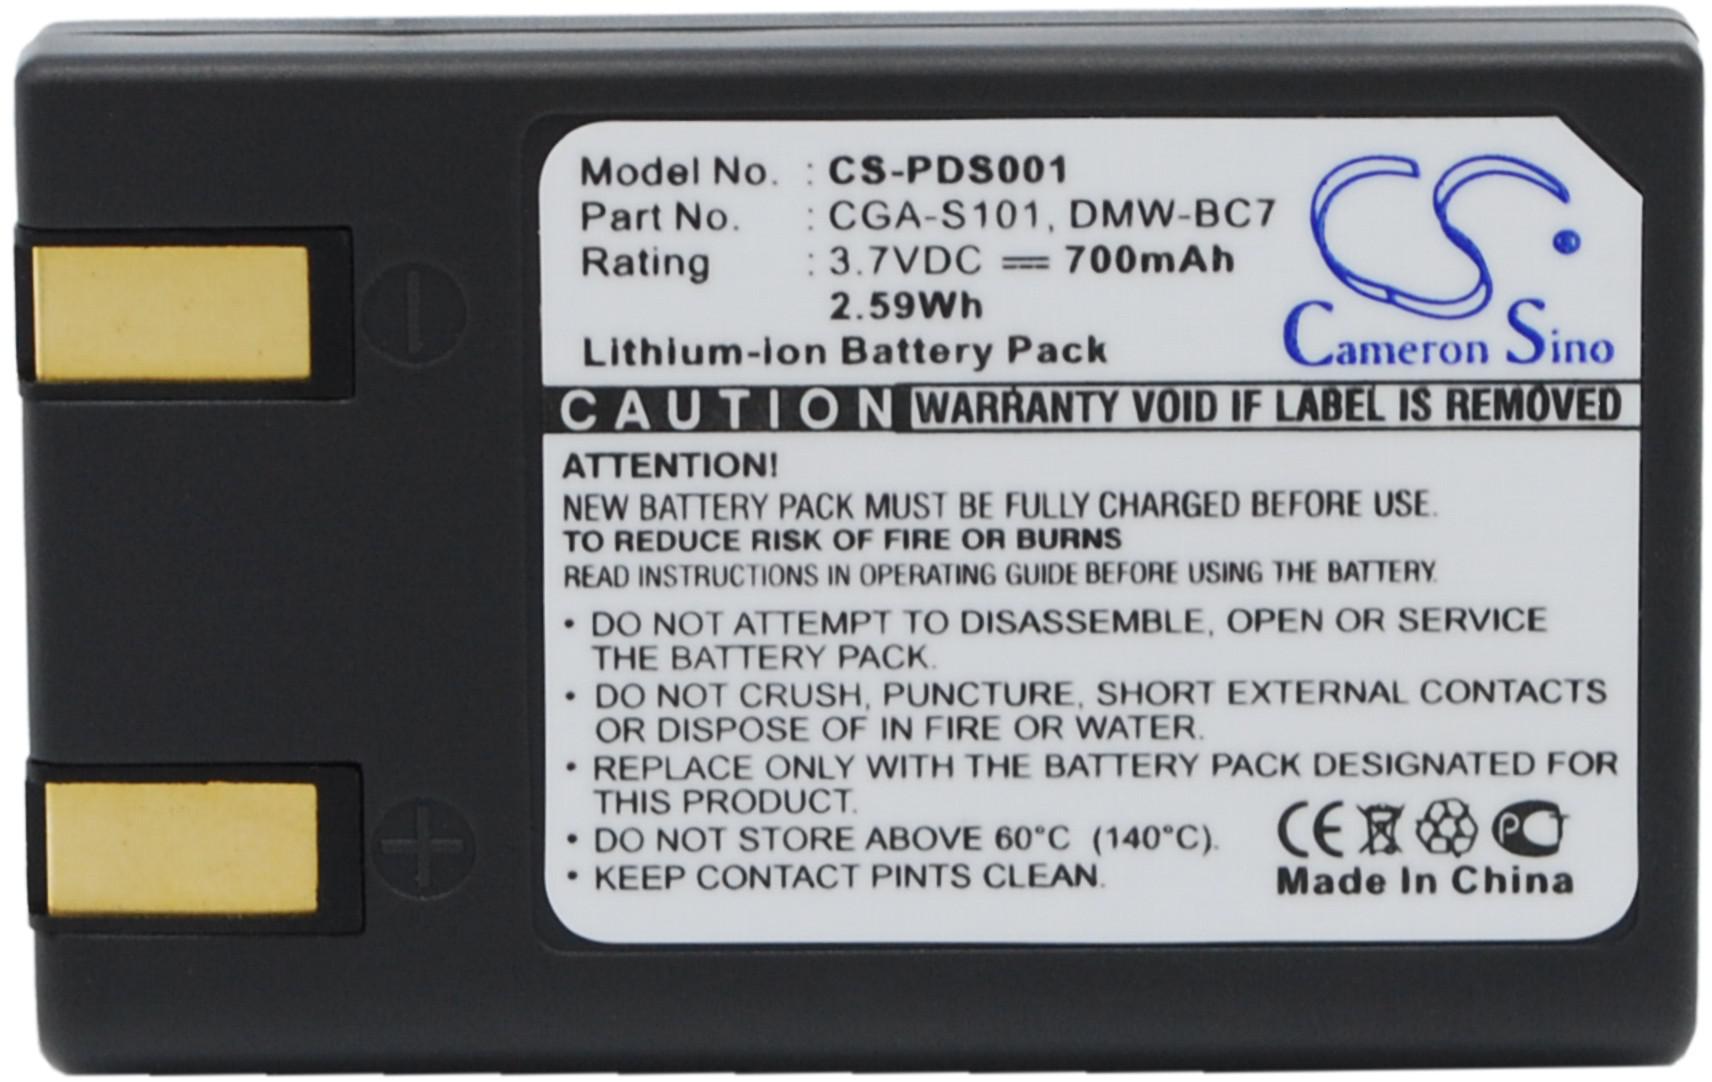 Model No. : CS-PDS001
Part No. : CGA-S101, DMW-BC7
Rating : 3.7VDC ⎓ 700mAh
2.59Wh
Lithium-ion Battery Pack
CS®
Cameron Sino
CAUTION WARRANTY VOID IF LABEL IS REMOVED
ATTENTION!
NEW BATTERY PACK MUST BE FULLY CHARGED BEFORE USE.
TO REDUCE RISK OF FIRE OR BURNS
READ INSTRUCTIONS IN OPERATING GUIDE BEFORE USING THE BATTERY.
• DO NOT ATTEMPT TO DISASSEMBLE, OPEN OR SERVICE
THE BATTERY PACK.
• DO NOT CRUSH, PUNCTURE, SHORT EXTERNAL CONTACTS
OR DISPOSE OF IN FIRE OR WATER.
• REPLACE ONLY WITH THE BATTERY PACK DESIGNATED FOR
THIS PRODUCT.
• DO NOT STORE ABOVE 60°C (140°C).
• KEEP CONTACT PINTS CLEAN.
CE PC
Made In China
−
+